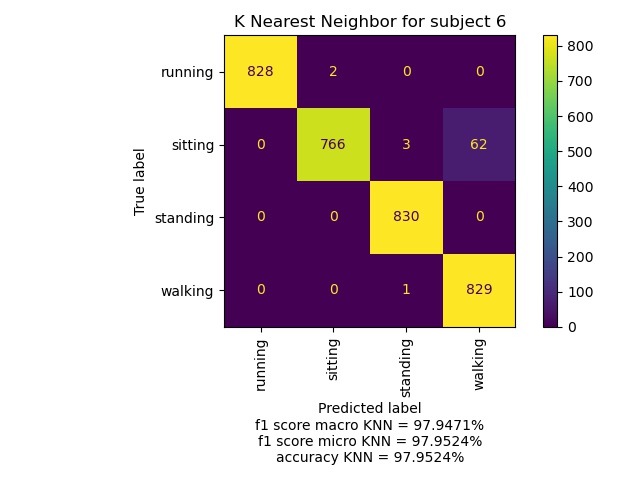 K Nearest Neighbor for subject 6
running 828 2 0 0
sitting 0 766 3 62
standing 0 0 830 0
walking 0 0 1 829
True label
running sitting standing walking
Predicted label
f1 score macro KNN = 97.9471%
f1 score micro KNN = 97.9524%
accuracy KNN = 97.9524%
800
700
600
500
400
300
200
100
0